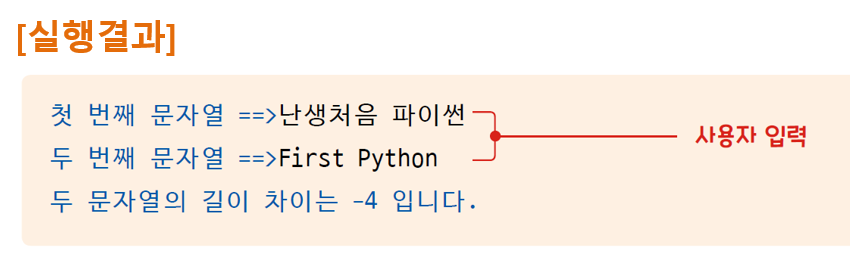 [실행결과]
첫 번째 문자열 ==>난생처음 파이썬
두 번째 문자열 ==>First Python
사용자 입력
두 문자열의 길이 차이는 -4 입니다.